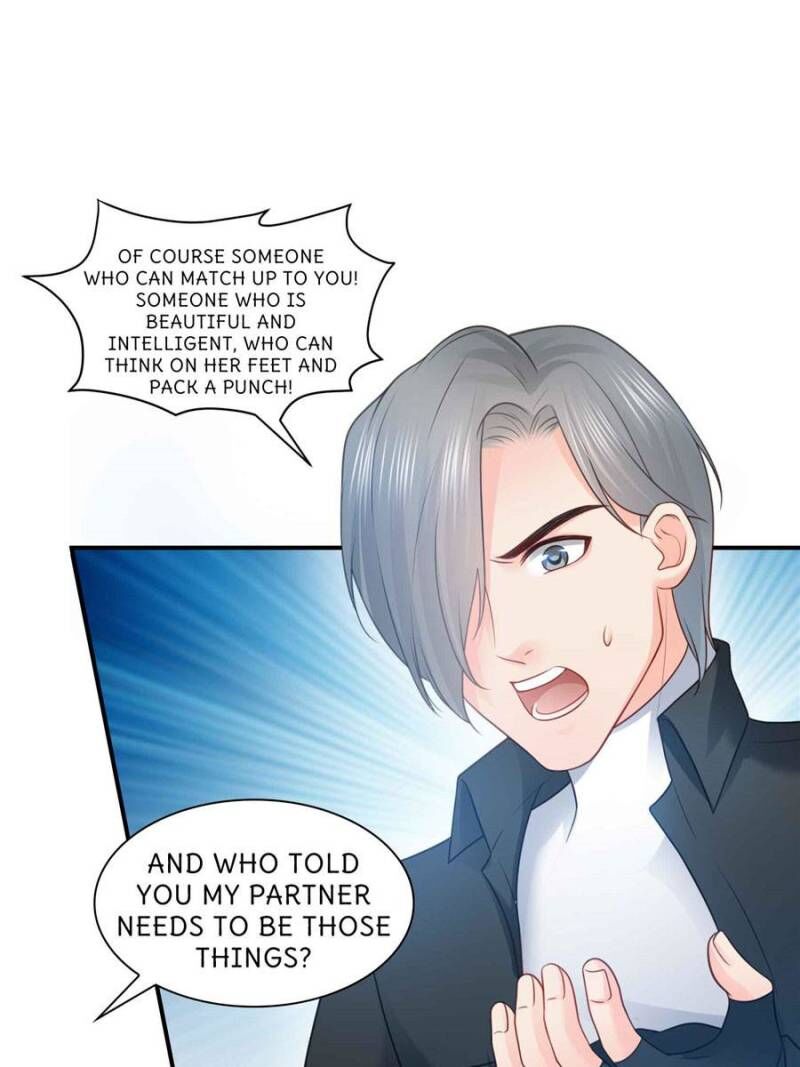 OF COURSE SOMEONE
WHO CAN MATCH UP TO YOU!
SOMEONE WHO IS
BEAUTIFUL AND
INTELLIGENT, WHO CAN
THINK ON HER FEET AND
PACK A PUNCH!
AND WHO TOLD
YOU MY PARTNER
NEEDS TO BE THOSE
THINGS?